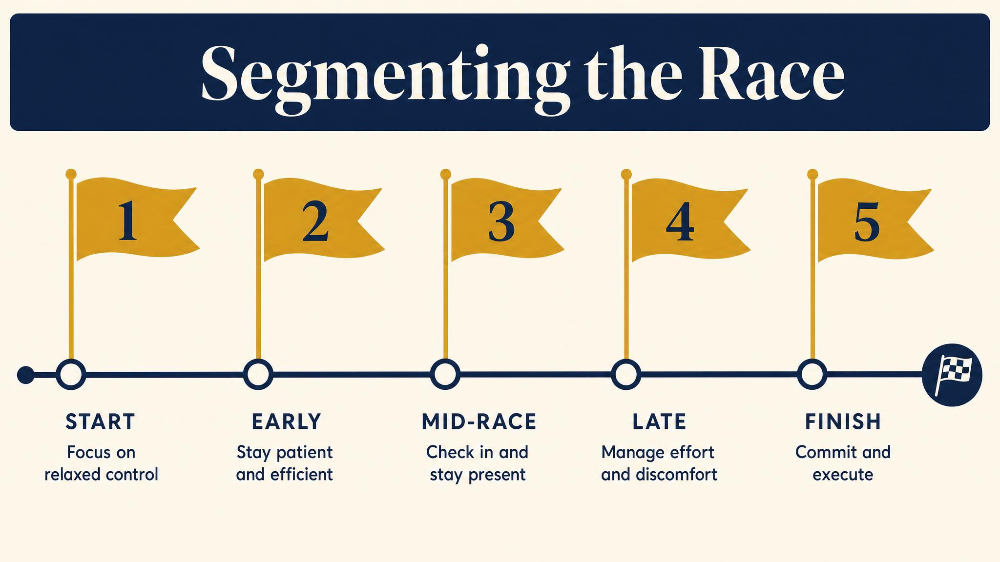 Segmenting the Race
1
2
3
4
5
START
Focus on
relaxed control
EARLY
Stay patient
and efficient
MID-RACE
Check in and
stay present
LATE
Manage effort
and discomfort
FINISH
Commit and
execute